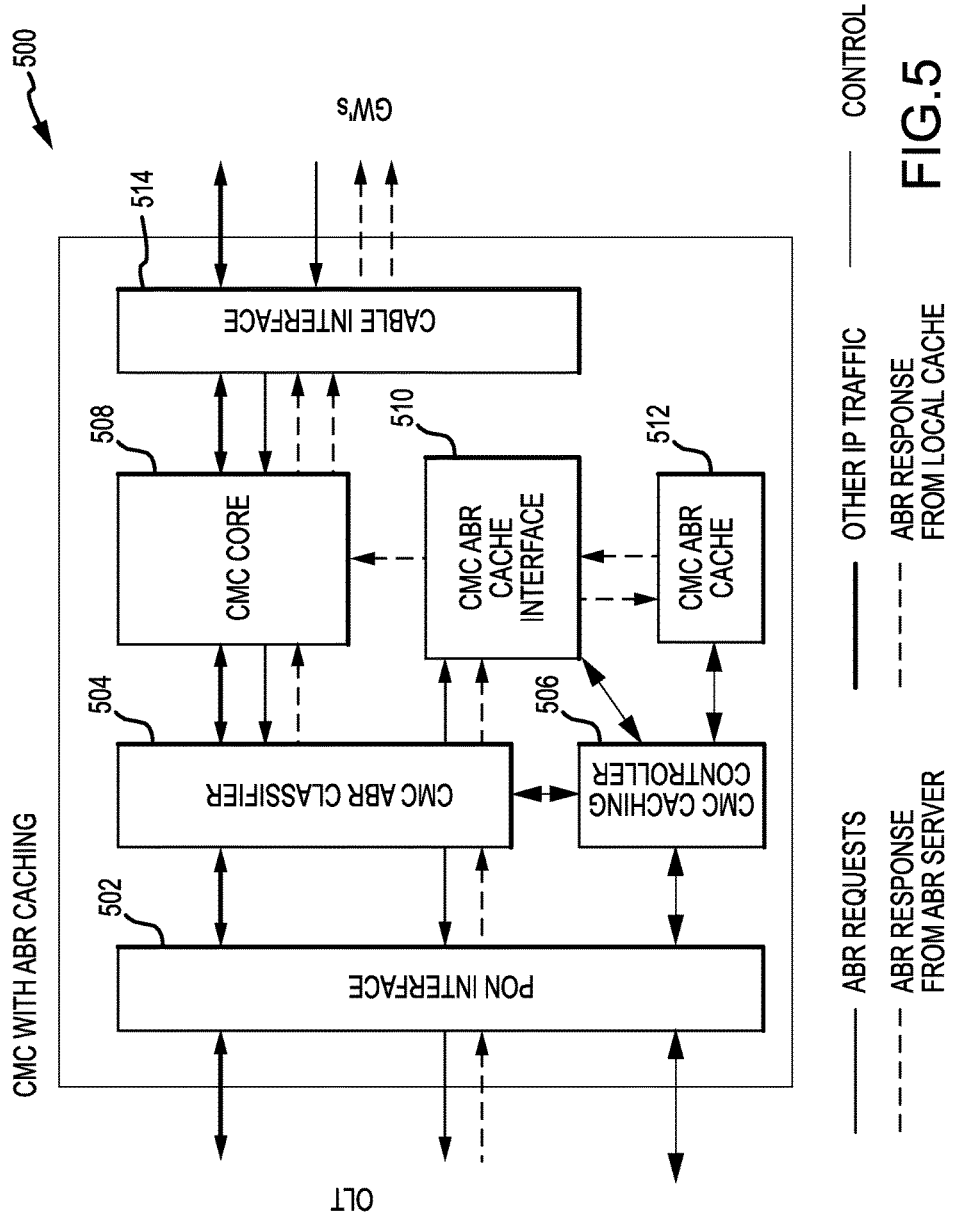 CMC WITH ABR CACHING
500
502
504
508
514
PON INTERFACE
CMC ABR CLASSIFIER
CMC CORE
CABLE INTERFACE
OLT
GW's
506
510
512
CMC CACHING
CONTROLLER
CMC ABR
CACHE
INTERFACE
CMC ABR
CACHE
ABR REQUESTS
OTHER IP TRAFFIC
CONTROL
ABR RESPONSE
FROM ABR SERVER
ABR RESPONSE
FROM LOCAL CACHE
FIG.5